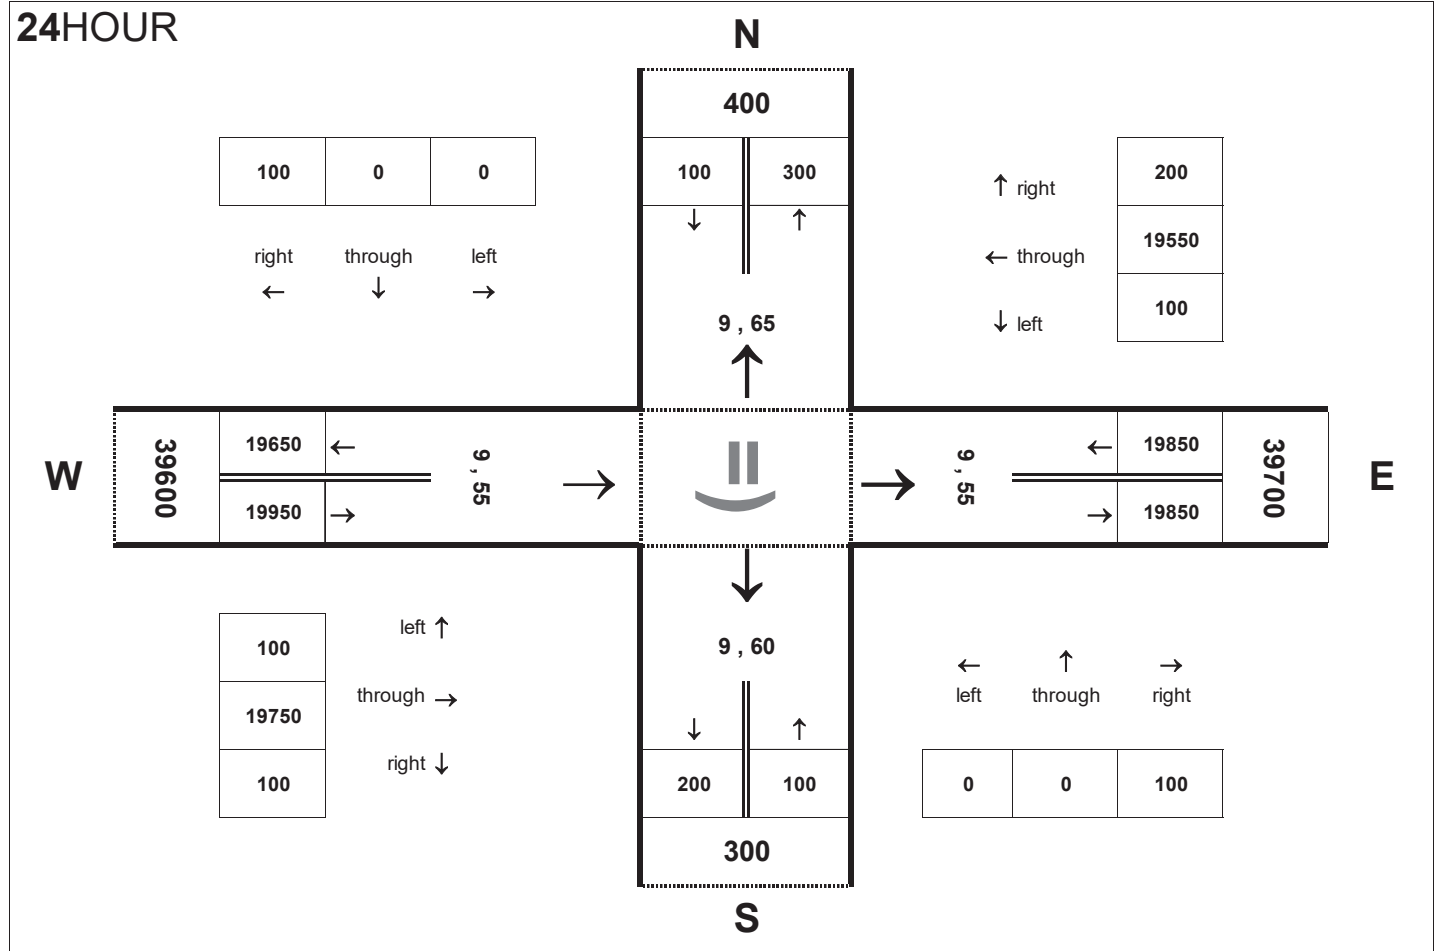 24HOUR
N
400
100 0 0
100 300
200
↓ ↑
↑ right
right through left
← ↓ →
19550
← through
100
↓ left
9 , 65
↑
W
39600
19650 ←
19950 →
9 , 55
→
=)
→
9 , 55
← 19850
→ 19850
39700
E
↓
9 , 60
100
left ↑
19750
through →
100
right ↓
← ↑ →
left through right
↓ ↑
200 100
0 0 100
300
S